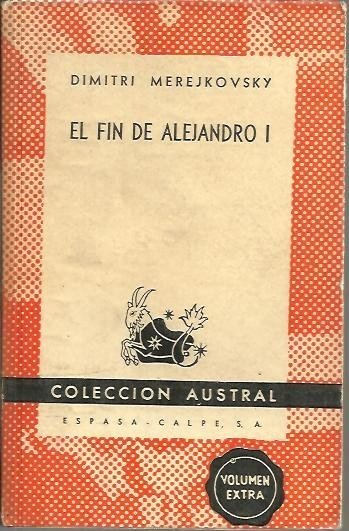 DIMITRI MEREJKOVSKY
EL FIN DE ALEJANDRO I
COLECCION AUSTRAL
ESPASA - CALPE, S. A.
VOLUMEN
EXTRA